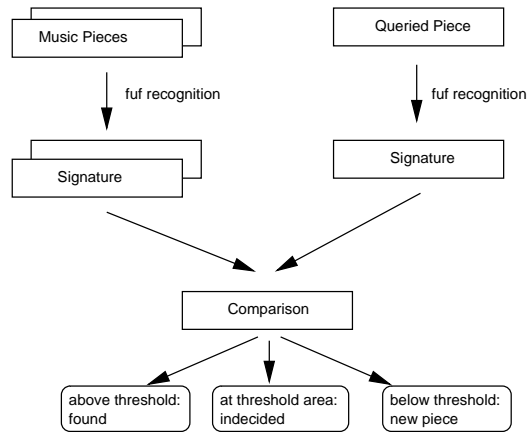 Music Pieces
Queried Piece
fuf recognition
fuf recognition
Signature
Signature
Comparison
above threshold:
found
at threshold area:
indecided
below threshold:
new piece